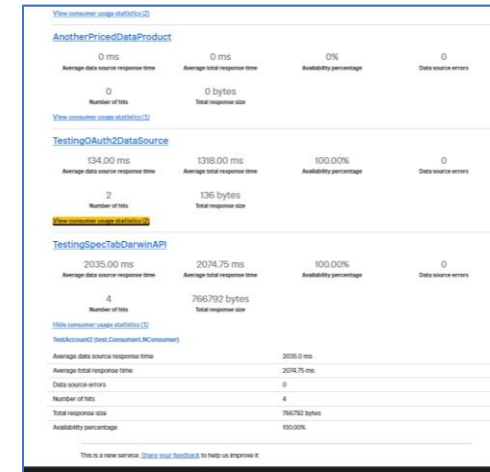 View consumer usage statistics (2)
AnotherPricedDataProduct
0 ms 0 ms 0% 0
Average data source response time Average total response time Availability percentage Data source errors
0 0 bytes
Number of hits Total response size
View consumer usage statistics (1)
TestingOAuth2DataSource
134.00 ms 1318.00 ms 100.00% 0
Average data source response time Average total response time Availability percentage Data source errors
2 136 bytes
Number of hits Total response size
View consumer usage statistics (2)
TestingSpecTabDarwinAPI
2035.00 ms 2074.75 ms 100.00% 0
Average data source response time Average total response time Availability percentage Data source errors
4 766792 bytes
Number of hits Total response size
Hide consumer usage statistics (1)
TestAccount2 (test.ConsumerLNConsumer)
Average data source response time 2035.0 ms
Average total response time 2074.75 ms
Data source errors 0
Number of hits 4
Total response size 766792 bytes
Availability percentage 100.00%
This is a new service. Share your feedback to help us improve it